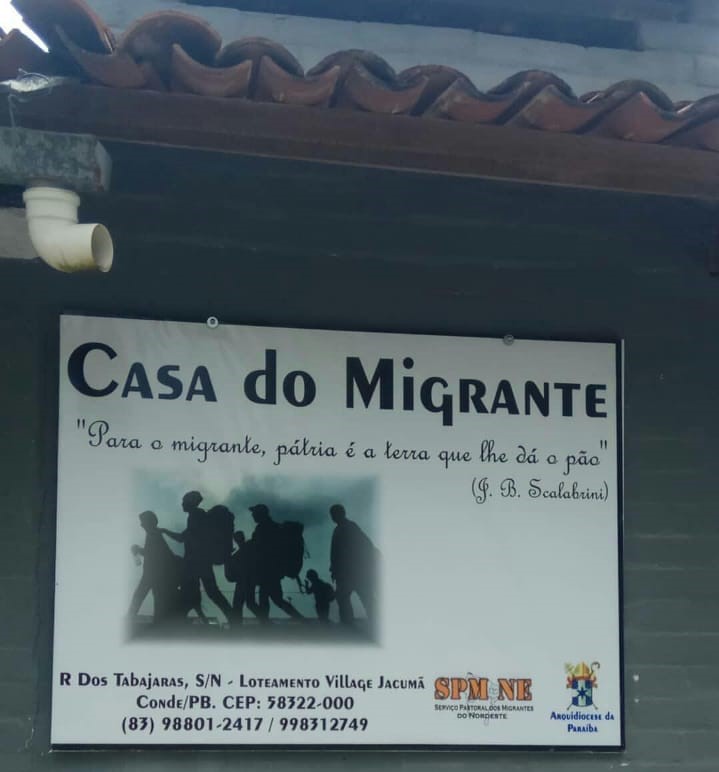 Casa do Migrante
"Para o migrante, pátria é a terra que lhe dá o pão"
(J. B. Scalabrini)
R Dos Tabajaras, S/N - Loteamento Village Jacumã
Conde/PB. CEP: 58322-000
(83) 98801-2417 / 998312749
SPM NE
Serviço Pastoral dos Migrantes
do Nordeste
Arquidiocese da
Paraíba